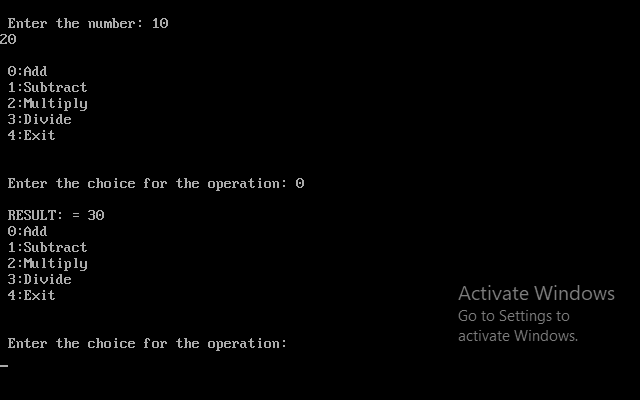 Enter the number: 10
20
0:Add
1:Subtract
2:Multiply
3:Divide
4:Exit
Enter the choice for the operation: 0
RESULT: = 30
0:Add
1:Subtract
2:Multiply
3:Divide
4:Exit
Enter the choice for the operation:
_
Activate Windows
Go to Settings to
activate Windows.